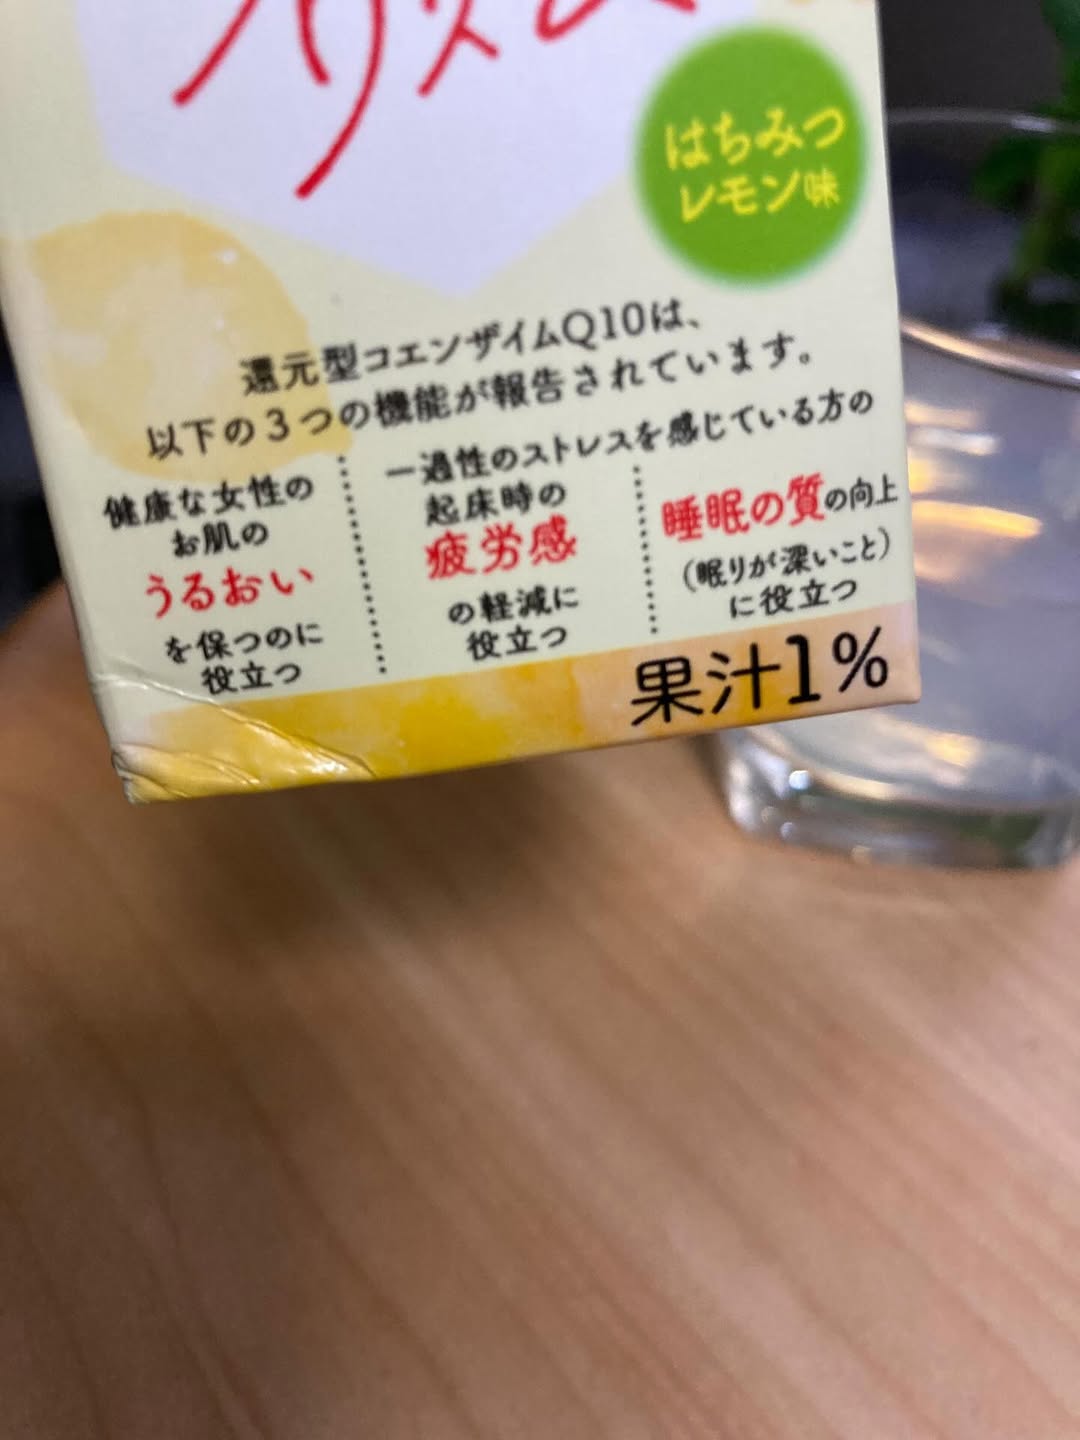 リズム
はちみつ
レモン味
還元型コエンザイムQ10は、
以下の3つの機能が報告されています。
健康な女性の
お肌の
うるおい
を保つのに
役立つ
一過性のストレスを感じている方の
起床時の
疲労感
の軽減に
役立つ
睡眠の質の向上
（眠りが深いこと）
に役立つ
果汁1%